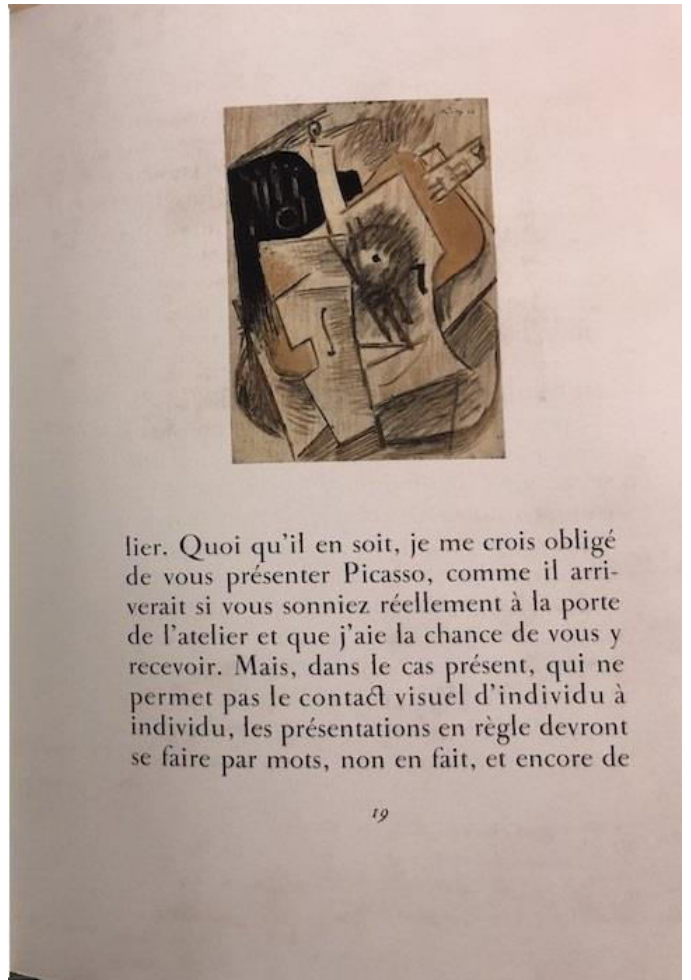 lier. Quoi qu'il en soit, je me crois obligé
de vous présenter Picasso, comme il arri-
verait si vous sonniez réellement à la porte
de l'atelier et que j'aie la chance de vous y
recevoir. Mais, dans le cas présent, qui ne
permet pas le contact visuel d'individu à
individu, les présentations en règle devront
se faire par mots, non en fait, et encore de
19